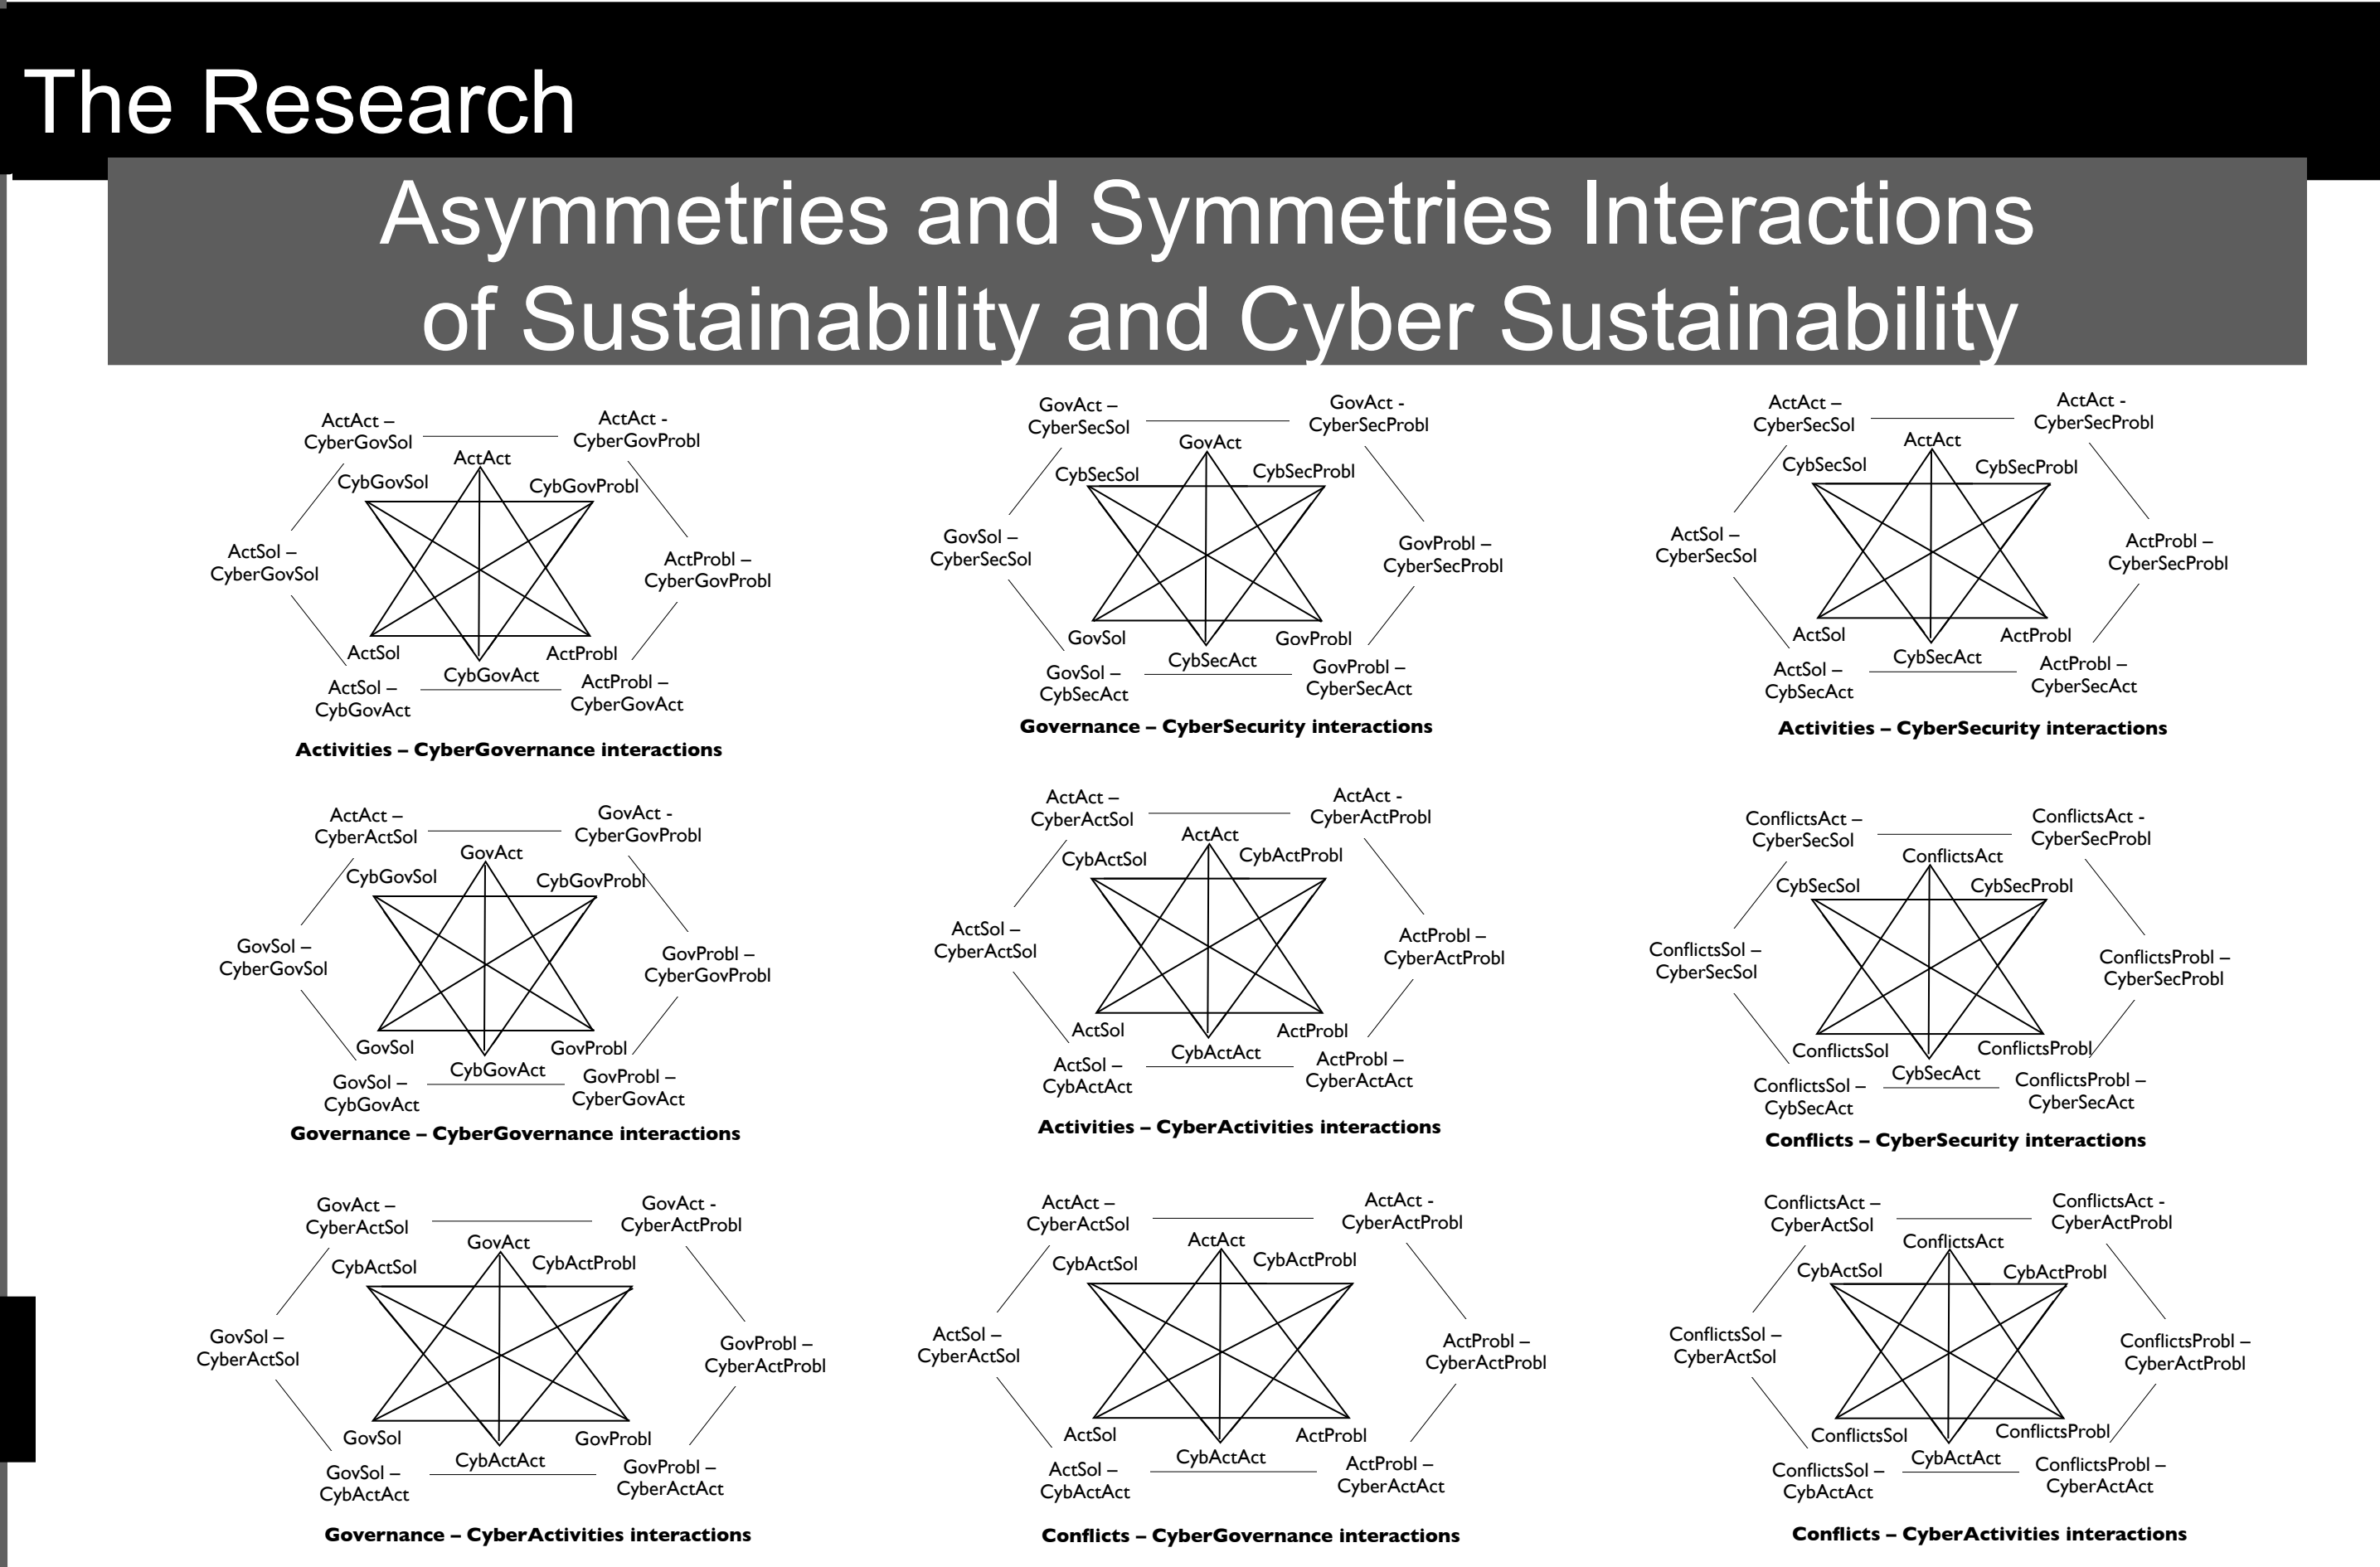 The Research
Asymmetries and Symmetries Interactions
of Sustainability and Cyber Sustainability
ActAct –
CyberGovSol
ActAct -
CyberGovProbl
ActAct
CybGovSol
CybGovProbl
ActSol –
CyberGovSol
ActProbl –
CyberGovProbl
ActSol
ActProbl
CybGovAct
ActSol –
CybGovAct
ActProbl –
CyberGovAct
Activities – CyberGovernance interactions
GovAct –
CyberSecSol
GovAct -
CyberSecProbl
GovAct
CybSecSol
CybSecProbl
GovSol –
CyberSecSol
GovProbl –
CyberSecProbl
GovSol
GovProbl
CybSecAct
GovSol –
CybSecAct
GovProbl –
CyberSecAct
Governance – CyberSecurity interactions
ActAct –
CyberSecSol
ActAct -
CyberSecProbl
ActAct
CybSecSol
CybSecProbl
ActSol –
CyberSecSol
ActProbl –
CyberSecProbl
ActSol
ActProbl
CybSecAct
ActSol –
CybSecAct
ActProbl –
CyberSecAct
Activities – CyberSecurity interactions
ActAct –
CyberActSol
GovAct -
CyberGovProbl
GovAct
CybGovSol
CybGovProbl
GovSol –
CyberGovSol
GovProbl –
CyberGovProbl
GovSol
GovProbl
CybGovAct
GovSol –
CybGovAct
GovProbl –
CyberGovAct
Governance – CyberGovernance interactions
ActAct –
CyberActSol
ActAct -
CyberActProbl
ActAct
CybActSol
CybActProbl
ActSol –
CyberActSol
ActProbl –
CyberActProbl
ActSol
ActProbl
CybActAct
ActSol –
CybActAct
ActProbl –
CyberActAct
Activities – CyberActivities interactions
ConflictsAct –
CyberSecSol
ConflictsAct -
CyberSecProbl
ConflictsAct
CybSecSol
CybSecProbl
ConflictsSol –
CyberSecSol
ConflictsProbl –
CyberSecProbl
ConflictsSol
ConflictsProbl
CybSecAct
ConflictsSol –
CybSecAct
ConflictsProbl –
CyberSecAct
Conflicts – CyberSecurity interactions
GovAct –
CyberActSol
GovAct -
CyberActProbl
GovAct
CybActSol
CybActProbl
GovSol –
CyberActSol
GovProbl –
CyberActProbl
GovSol
GovProbl
CybActAct
GovSol –
CybActAct
GovProbl –
CyberActAct
Governance – CyberActivities interactions
ActAct –
CyberActSol
ActAct -
CyberActProbl
ActAct
CybActSol
CybActProbl
ActSol –
CyberActSol
ActProbl –
CyberActProbl
ActSol
ActProbl
CybActAct
ActSol –
CybActAct
ActProbl –
CyberActAct
Conflicts – CyberGovernance interactions
ConflictsAct –
CyberActSol
ConflictsAct -
CyberActProbl
ConflictsAct
CybActSol
CybActProbl
ConflictsSol –
CyberActSol
ConflictsProbl –
CyberActProbl
ConflictsSol
ConflictsProbl
CybActAct
ConflictsSol –
CybActAct
ConflictsProbl –
CyberActAct
Conflicts – CyberActivities interactions